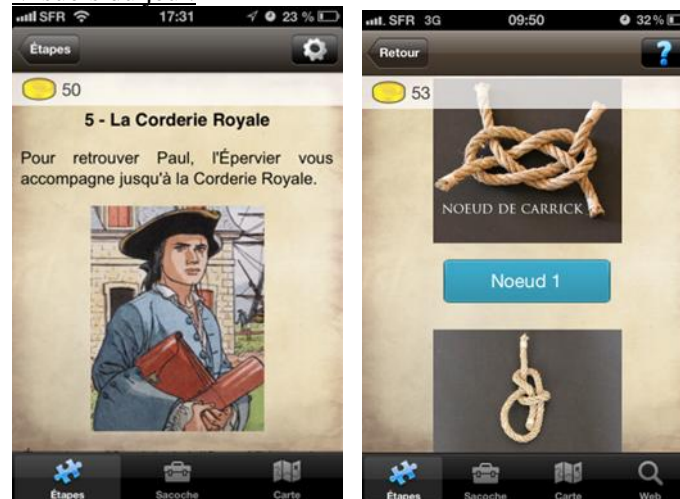 SFR 17:31 23 %
Étapes
50
5 - La Corderie Royale
Pour retrouver Paul, l'Épervier vous
accompagne jusqu'à la Corderie Royale.
Étapes Sacoche Carte
SFR 3G 09:50 32 %
Retour ?
53
NOEUD DE CARRICK
Noeud 1
Étapes Sacoche Carte Web